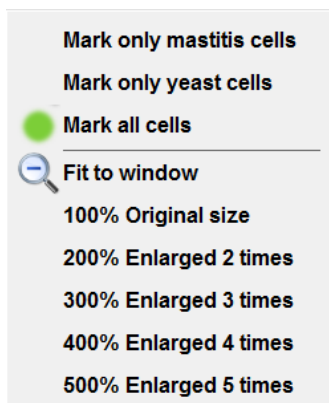 Mark only mastitis cells
Mark only yeast cells
Mark all cells
Fit to window
100% Original size
200% Enlarged 2 times
300% Enlarged 3 times
400% Enlarged 4 times
500% Enlarged 5 times